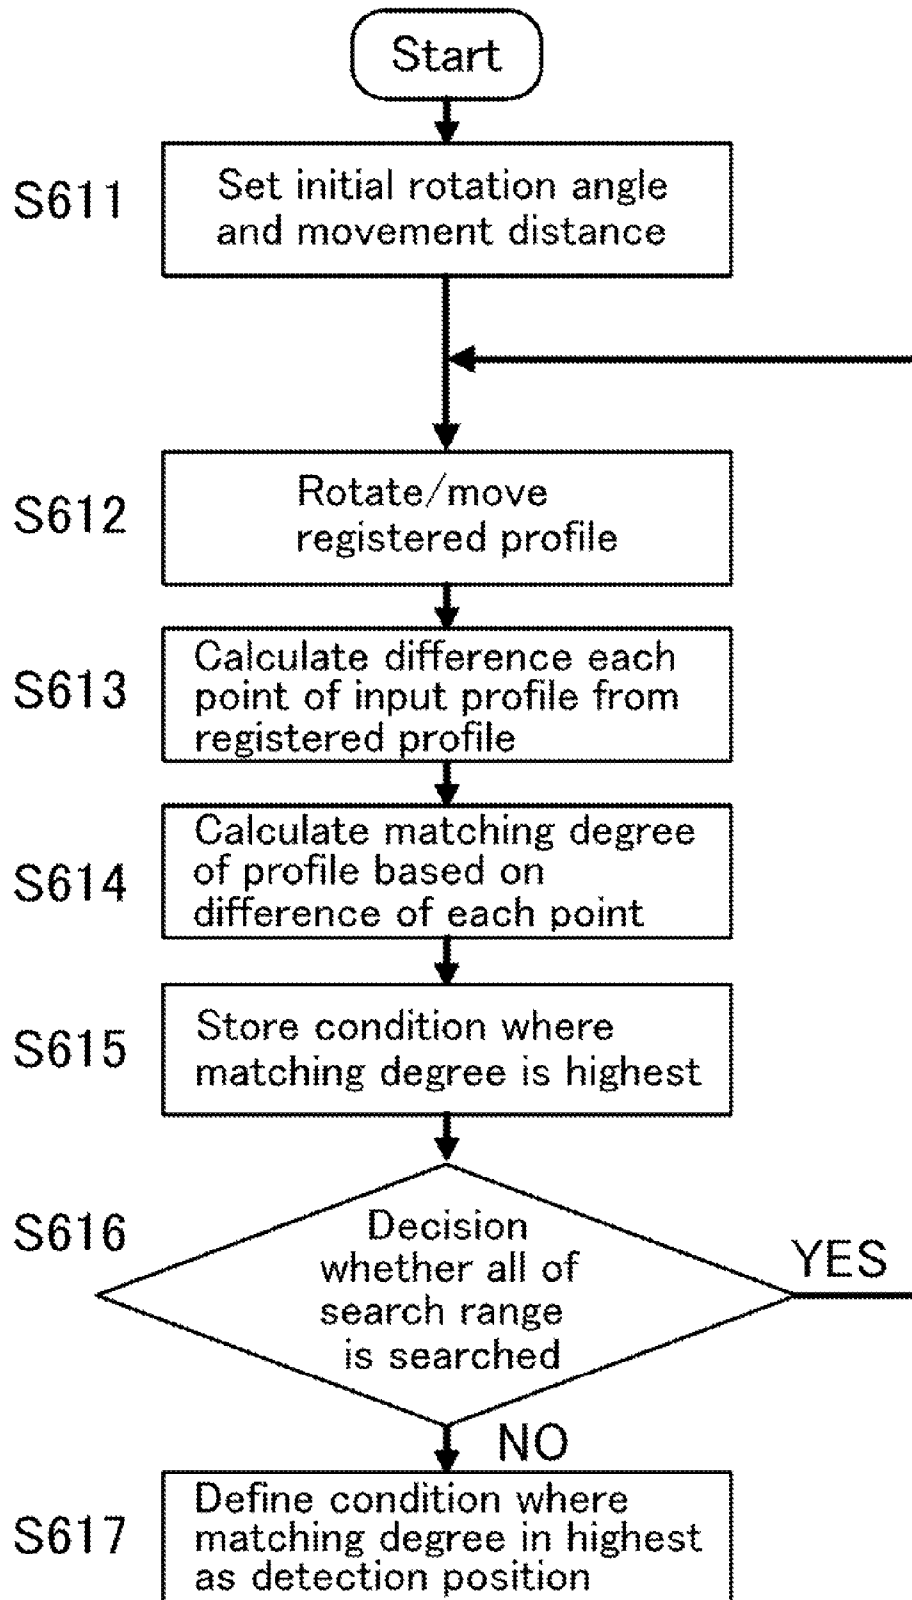 Start
S611
Set initial rotation angle
and movement distance
S612
Rotate/move
registered profile
S613
Calculate difference each
point of input profile from
registered profile
S614
Calculate matching degree
of profile based on
difference of each point
S615
Store condition where
matching degree is highest
S616
Decision
whether all of
search range
is searched
YES
NO
S617
Define condition where
matching degree in highest
as detection position